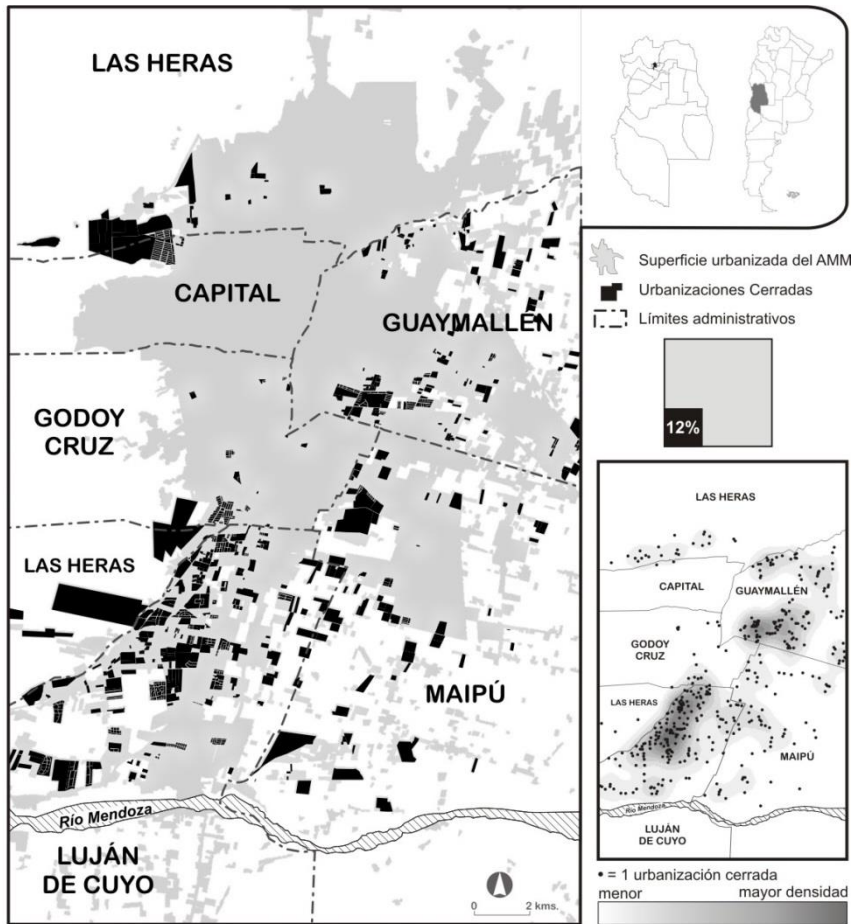 LAS HERAS
CAPITAL
GUAYMALLÉN
GODOY
CRUZ
LAS HERAS
MAIPÚ
Río Mendoza
LUJÁN
DE CUYO
0 2 kms.
Superficie urbanizada del AMM
Urbanizaciones Cerradas
Límites administrativos
12%
LAS HERAS
CAPITAL
GUAYMALLÉN
GODOY
CRUZ
LAS HERAS
MAIPÚ
Río Mendoza
LUJÁN
DE CUYO
• = 1 urbanización cerrada
menor mayor densidad